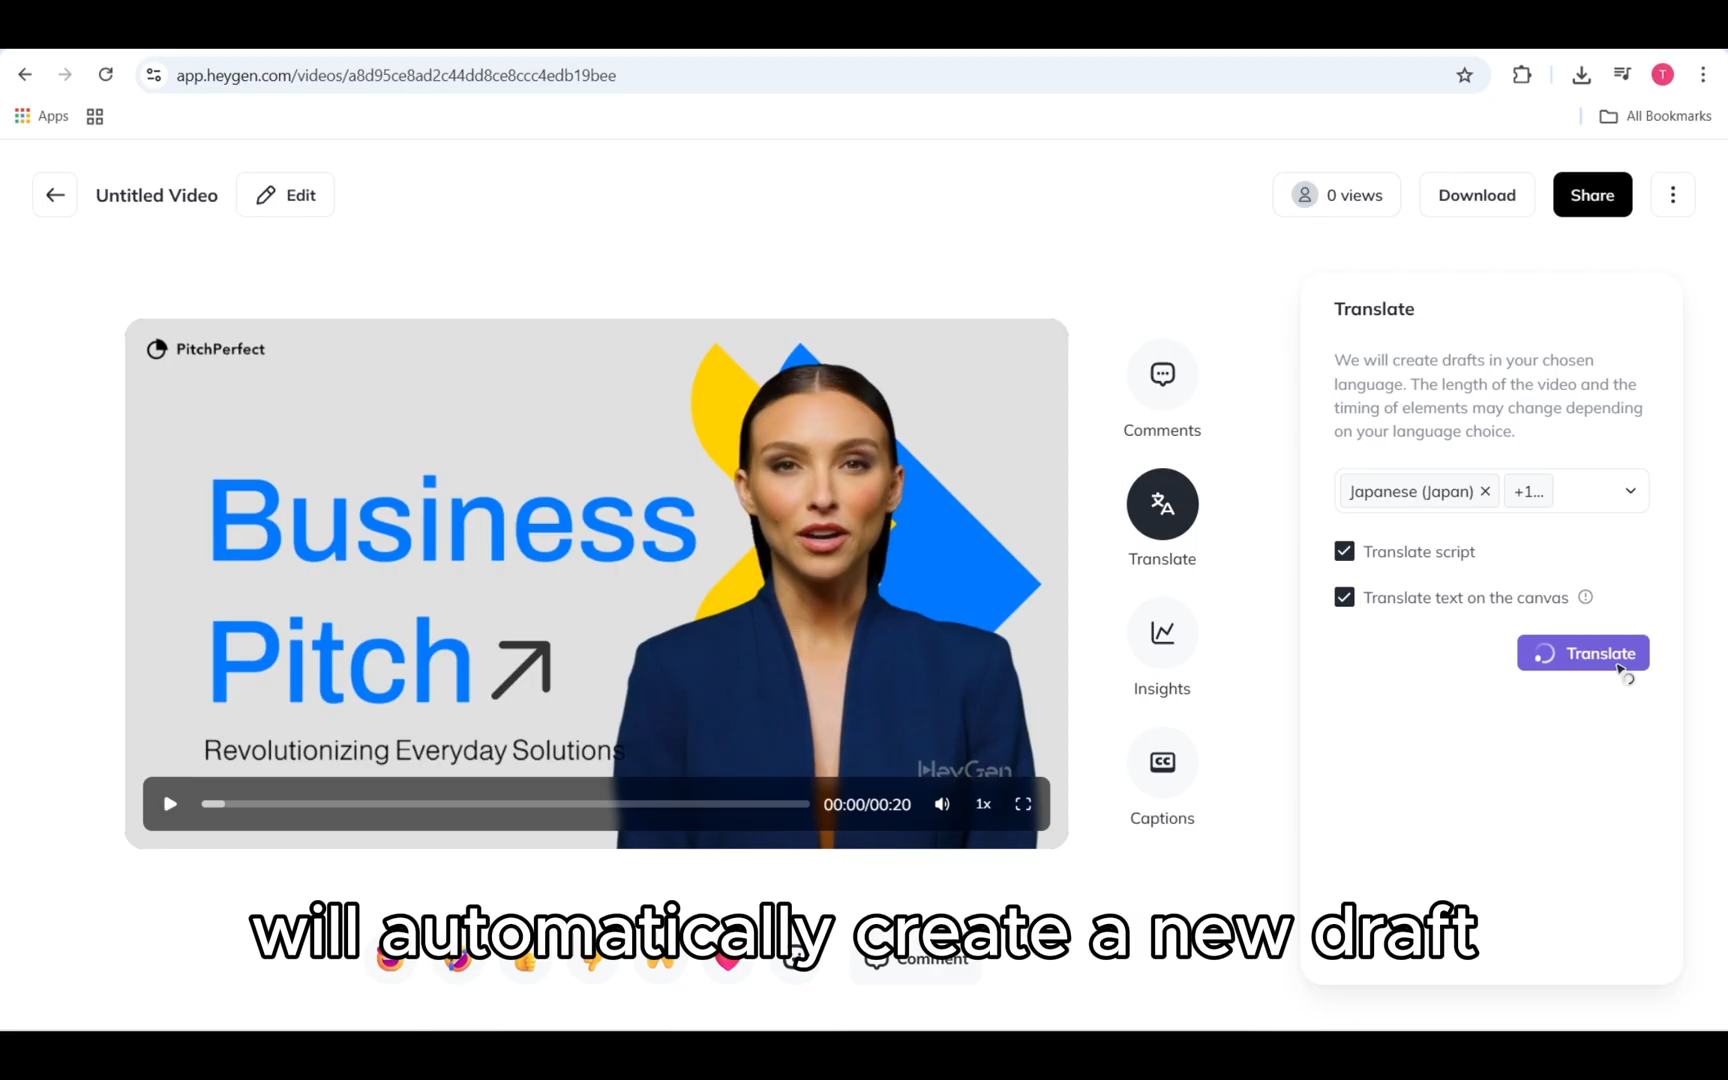 app.heygen.com/videos/a8d95ce8ad2c44dd8ce8ccc4edb19bee
T
Apps
All Bookmarks
Untitled Video
Edit
0 views
Download
Share
PitchPerfect
Business
Pitch
Revolutionizing Everyday Solutions
HeyGen
00:00/00:20
1x
Comments
Translate
Insights
CC
Captions
Translate
We will create drafts in your chosen
language. The length of the video and the
timing of elements may change depending
on your language choice.
Japanese (Japan)
+1...
Translate script
Translate text on the canvas
Translate
will automatically create a new draft
Comment